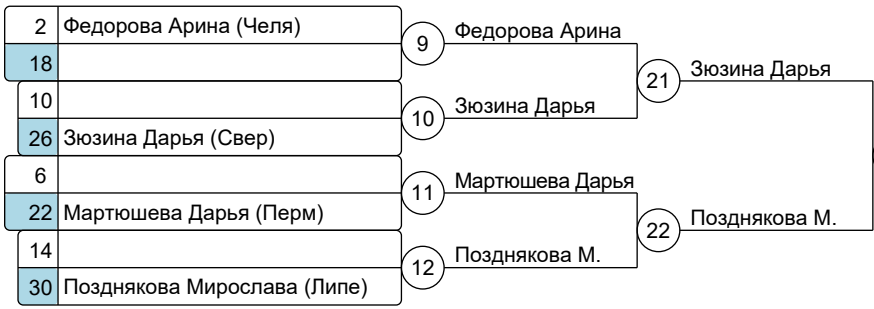 2 Федорова Арина (Челя)
18
10
26 Зюзина Дарья (Свер)
6
22 Мартюшева Дарья (Перм)
14
30 Позднякова Мирослава (Липе)
9 Федорова Арина
10 Зюзина Дарья
11 Мартюшева Дарья
12 Позднякова М.
21 Зюзина Дарья
22 Позднякова М.